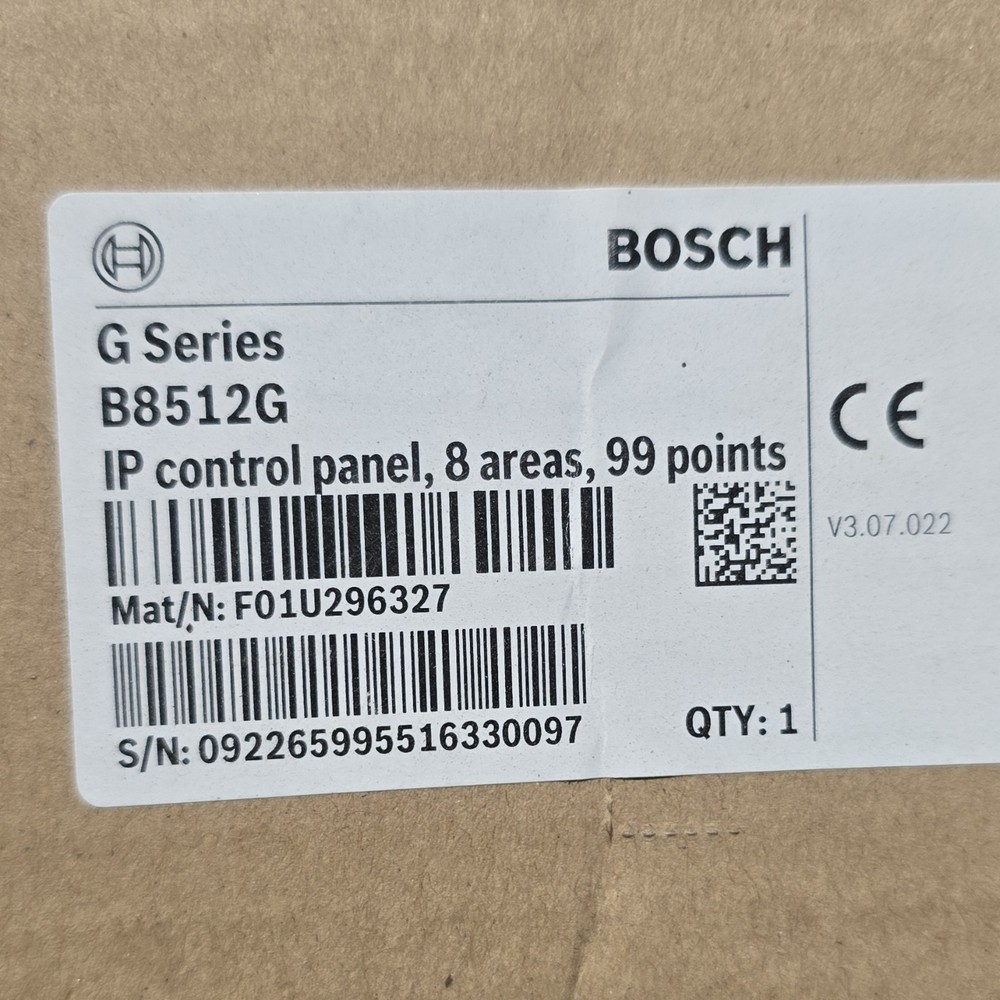 BOSCH
G Series
B8512G
IP control panel, 8 areas, 99 points
Mat/N: F01U296327
S/N: 092265995516330097
QTY: 1
CE
V3.07.022